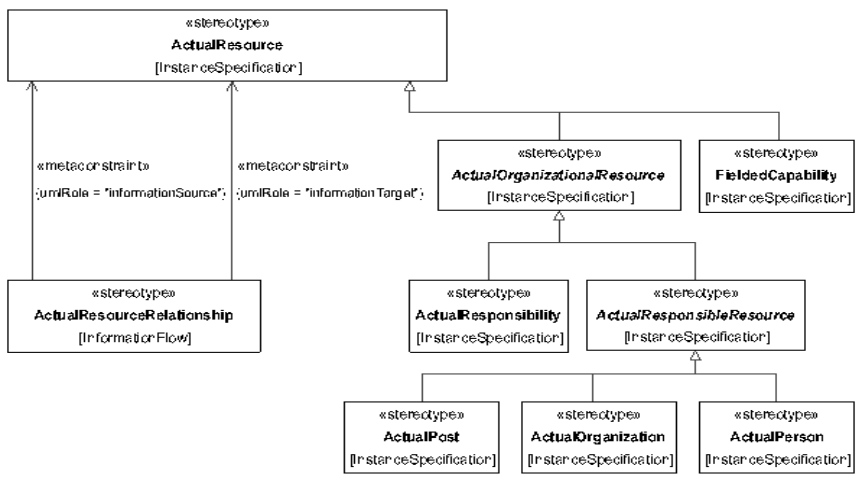 «stereotype»
ActualResource
[InstanceSpecification]
«metaconstraint»
{umlRole = "informationSource"}
«metaconstraint»
{umlRole = "informationTarget"}
«stereotype»
ActualOrganizationalResource
[InstanceSpecification]
«stereotype»
FieldedCapability
[InstanceSpecification]
«stereotype»
ActualResourceRelationship
[InformationFlow]
«stereotype»
ActualResponsibility
[InstanceSpecification]
«stereotype»
ActualResponsibleResource
[InstanceSpecification]
«stereotype»
ActualPost
[InstanceSpecification]
«stereotype»
ActualOrganization
[InstanceSpecification]
«stereotype»
ActualPerson
[InstanceSpecification]